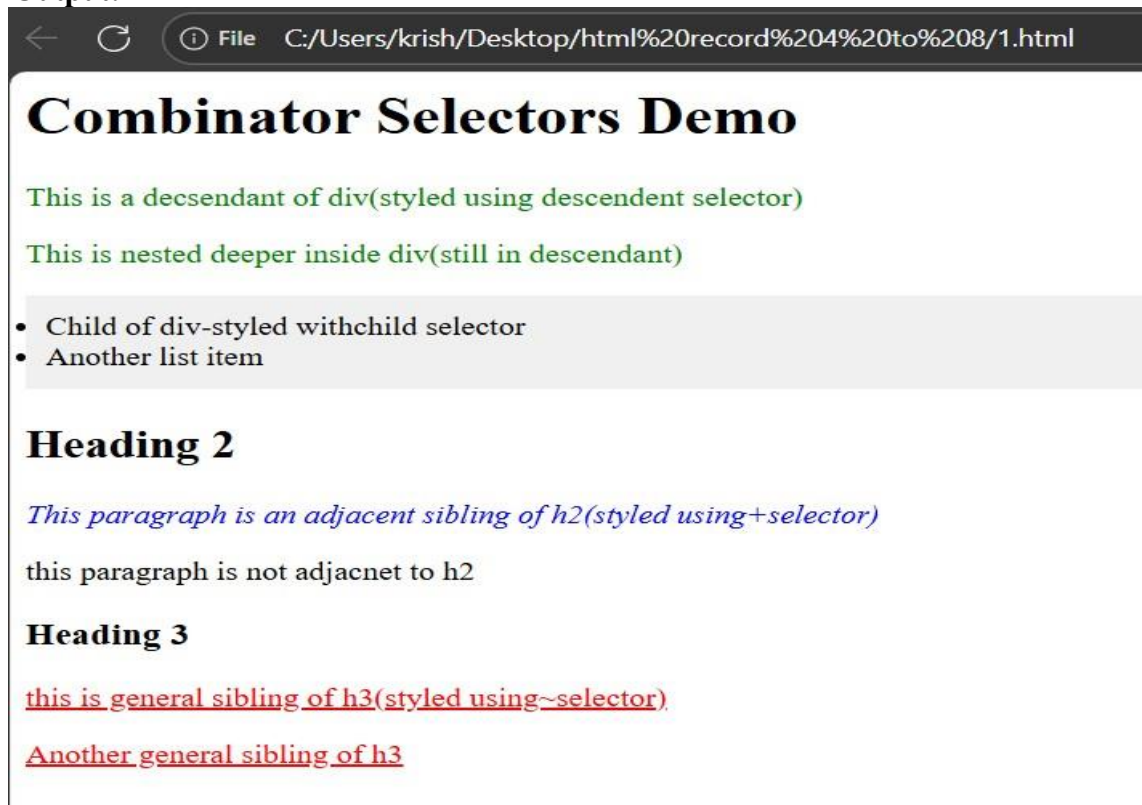 File C:/Users/krish/Desktop/html%20record%204%20to%208/1.html
Combinator Selectors Demo
This is a decsendant of div(styled using descendent selector)
This is nested deeper inside div(still in descendant)
Child of div-styled withchild selector
Another list item
Heading 2
This paragraph is an adjacent sibling of h2(styled using+selector)
this paragraph is not adjacnet to h2
Heading 3
this is general sibling of h3(styled using~selector)
Another general sibling of h3